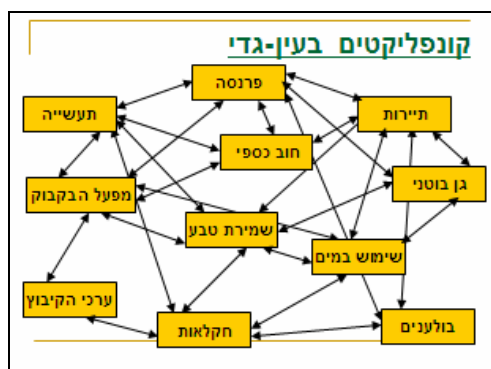 קונפליקטים בעין-גדי
פרנסה
תיירות
תעשייה
חוב כספי
גן בוטני
מפעל הבקבוק
שמירת טבע
שימוש במים
ערכי הקיבוץ
חקלאות
בולענים